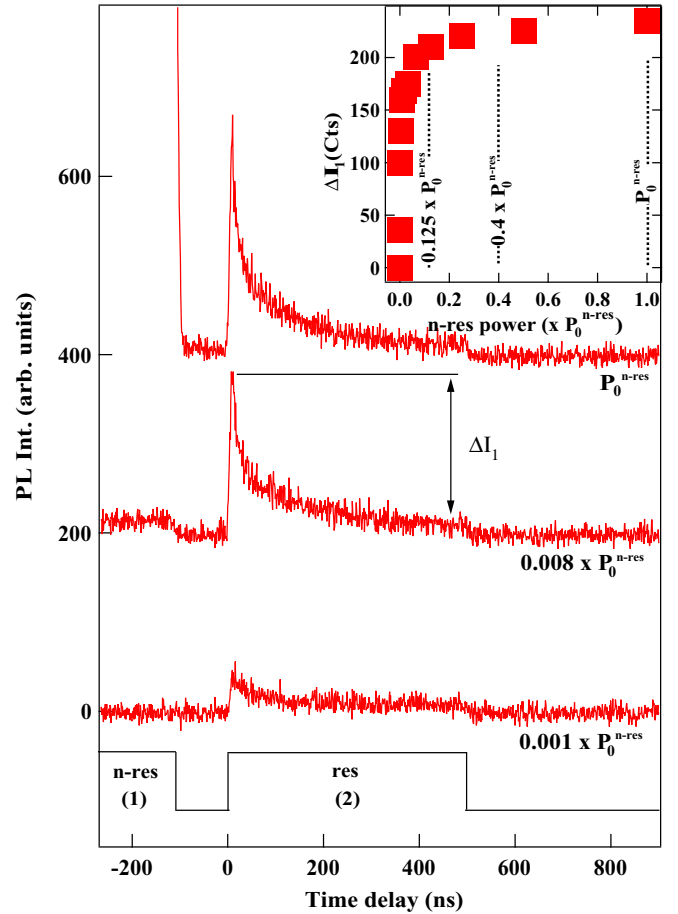 PL Int. (arb. units)
600
400
200
0
ΔI₁(Cts)
200
150
100
50
0
0.125 x P₀ⁿ⁻ʳᵉˢ
0.4 x P₀ⁿ⁻ʳᵉˢ
P₀ⁿ⁻ʳᵉˢ
0.0 0.2 0.4 0.6 0.8 1.0
n-res power (x P₀ⁿ⁻ʳᵉˢ)
P₀ⁿ⁻ʳᵉˢ
ΔI₁
0.008 x P₀ⁿ⁻ʳᵉˢ
0.001 x P₀ⁿ⁻ʳᵉˢ
n-res
(1)
res
(2)
-200 0 200 400 600 800
Time delay (ns)